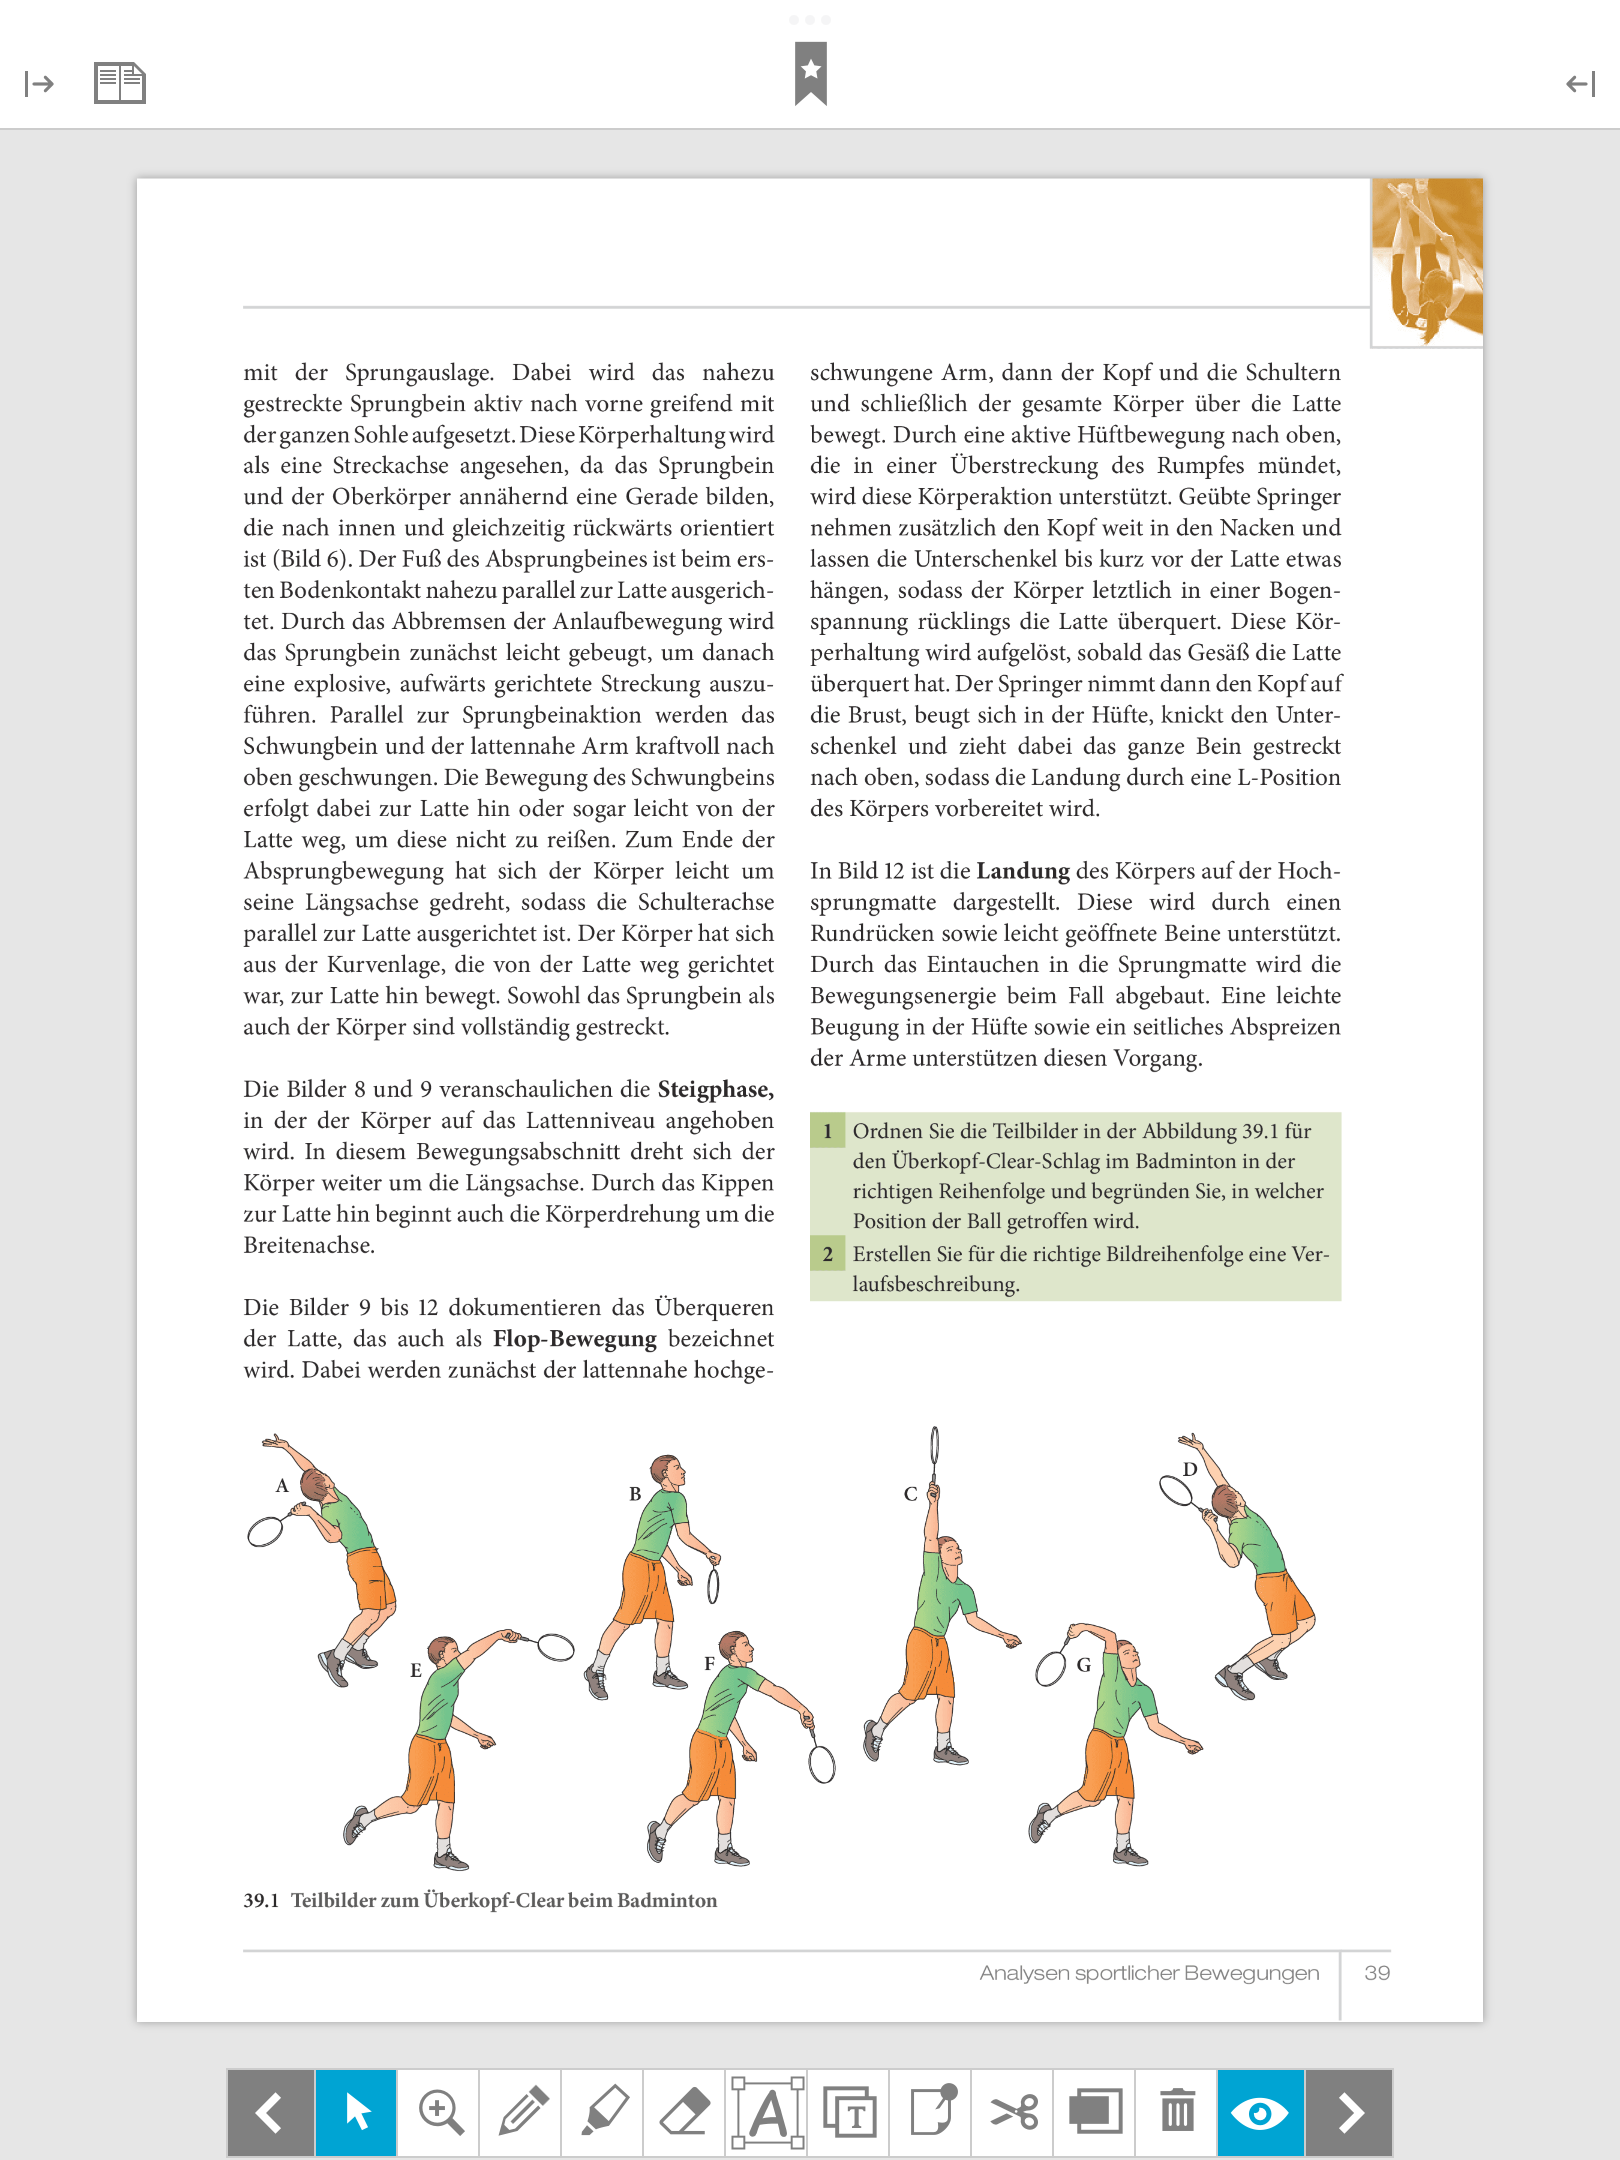 mit der Sprungauslage. Dabei wird das nahezu
gestreckte Sprungbein aktiv nach vorne greifend mit
der ganzen Sohle aufgesetzt. Diese Körperhaltung wird
als eine Streckachse angesehen, da das Sprungbein
und der Oberkörper annähernd eine Gerade bilden,
die nach innen und gleichzeitig rückwärts orientiert
ist (Bild 6). Der Fuß des Absprungbeines ist beim ers-
ten Bodenkontakt nahezu parallel zur Latte ausgerich-
tet. Durch das Abbremsen der Anlaufbewegung wird
das Sprungbein zunächst leicht gebeugt, um danach
eine explosive, aufwärts gerichtete Streckung auszu-
führen. Parallel zur Sprungbeinaktion werden das
Schwungbein und der lattennahe Arm kraftvoll nach
oben geschwungen. Die Bewegung des Schwungbeins
erfolgt dabei zur Latte hin oder sogar leicht von der
Latte weg, um diese nicht zu reißen. Zum Ende der
Absprungbewegung hat sich der Körper leicht um
seine Längsachse gedreht, sodass die Schulterachse
parallel zur Latte ausgerichtet ist. Der Körper hat sich
aus der Kurvenlage, die von der Latte weg gerichtet
war, zur Latte hin bewegt. Sowohl das Sprungbein als
auch der Körper sind vollständig gestreckt.
Die Bilder 8 und 9 veranschaulichen die Steigphase,
in der der Körper auf das Lattenniveau angehoben
wird. In diesem Bewegungsabschnitt dreht sich der
Körper weiter um die Längsachse. Durch das Kippen
zur Latte hin beginnt auch die Körperdrehung um die
Breitenachse.
Die Bilder 9 bis 12 dokumentieren das Überqueren
der Latte, das auch als Flop-Bewegung bezeichnet
wird. Dabei werden zunächst der lattennahe hochge-
schwungene Arm, dann der Kopf und die Schultern
und schließlich der gesamte Körper über die Latte
bewegt. Durch eine aktive Hüftbewegung nach oben,
die in einer Überstreckung des Rumpfes mündet,
wird diese Körperaktion unterstützt. Geübte Springer
nehmen zusätzlich den Kopf weit in den Nacken und
lassen die Unterschenkel bis kurz vor der Latte etwas
hängen, sodass der Körper letztlich in einer Bogen-
spannung rücklings die Latte überquert. Diese Kör-
perhaltung wird aufgelöst, sobald das Gesäß die Latte
überquert hat. Der Springer nimmt dann den Kopf auf
die Brust, beugt sich in der Hüfte, knickt den Unter-
schenkel und zieht dabei das ganze Bein gestreckt
nach oben, sodass die Landung durch eine L-Position
des Körpers vorbereitet wird.
In Bild 12 ist die Landung des Körpers auf der Hoch-
sprungmatte dargestellt. Diese wird durch einen
Rundrücken sowie leicht geöffnete Beine unterstützt.
Durch das Eintauchen in die Sprungmatte wird die
Bewegungsenergie beim Fall abgebaut. Eine leichte
Beugung in der Hüfte sowie ein seitliches Abspreizen
der Arme unterstützen diesen Vorgang.
1 Ordnen Sie die Teilbilder in der Abbildung 39.1 für
den Überkopf-Clear-Schlag im Badminton in der
richtigen Reihenfolge und begründen Sie, in welcher
Position der Ball getroffen wird.
2 Erstellen Sie für die richtige Bildreihenfolge eine Ver-
laufsbeschreibung.
A
B
C
D
E
F
G
39.1 Teilbilder zum Überkopf-Clear beim Badminton
Analysen sportlicher Bewegungen 39
A
T